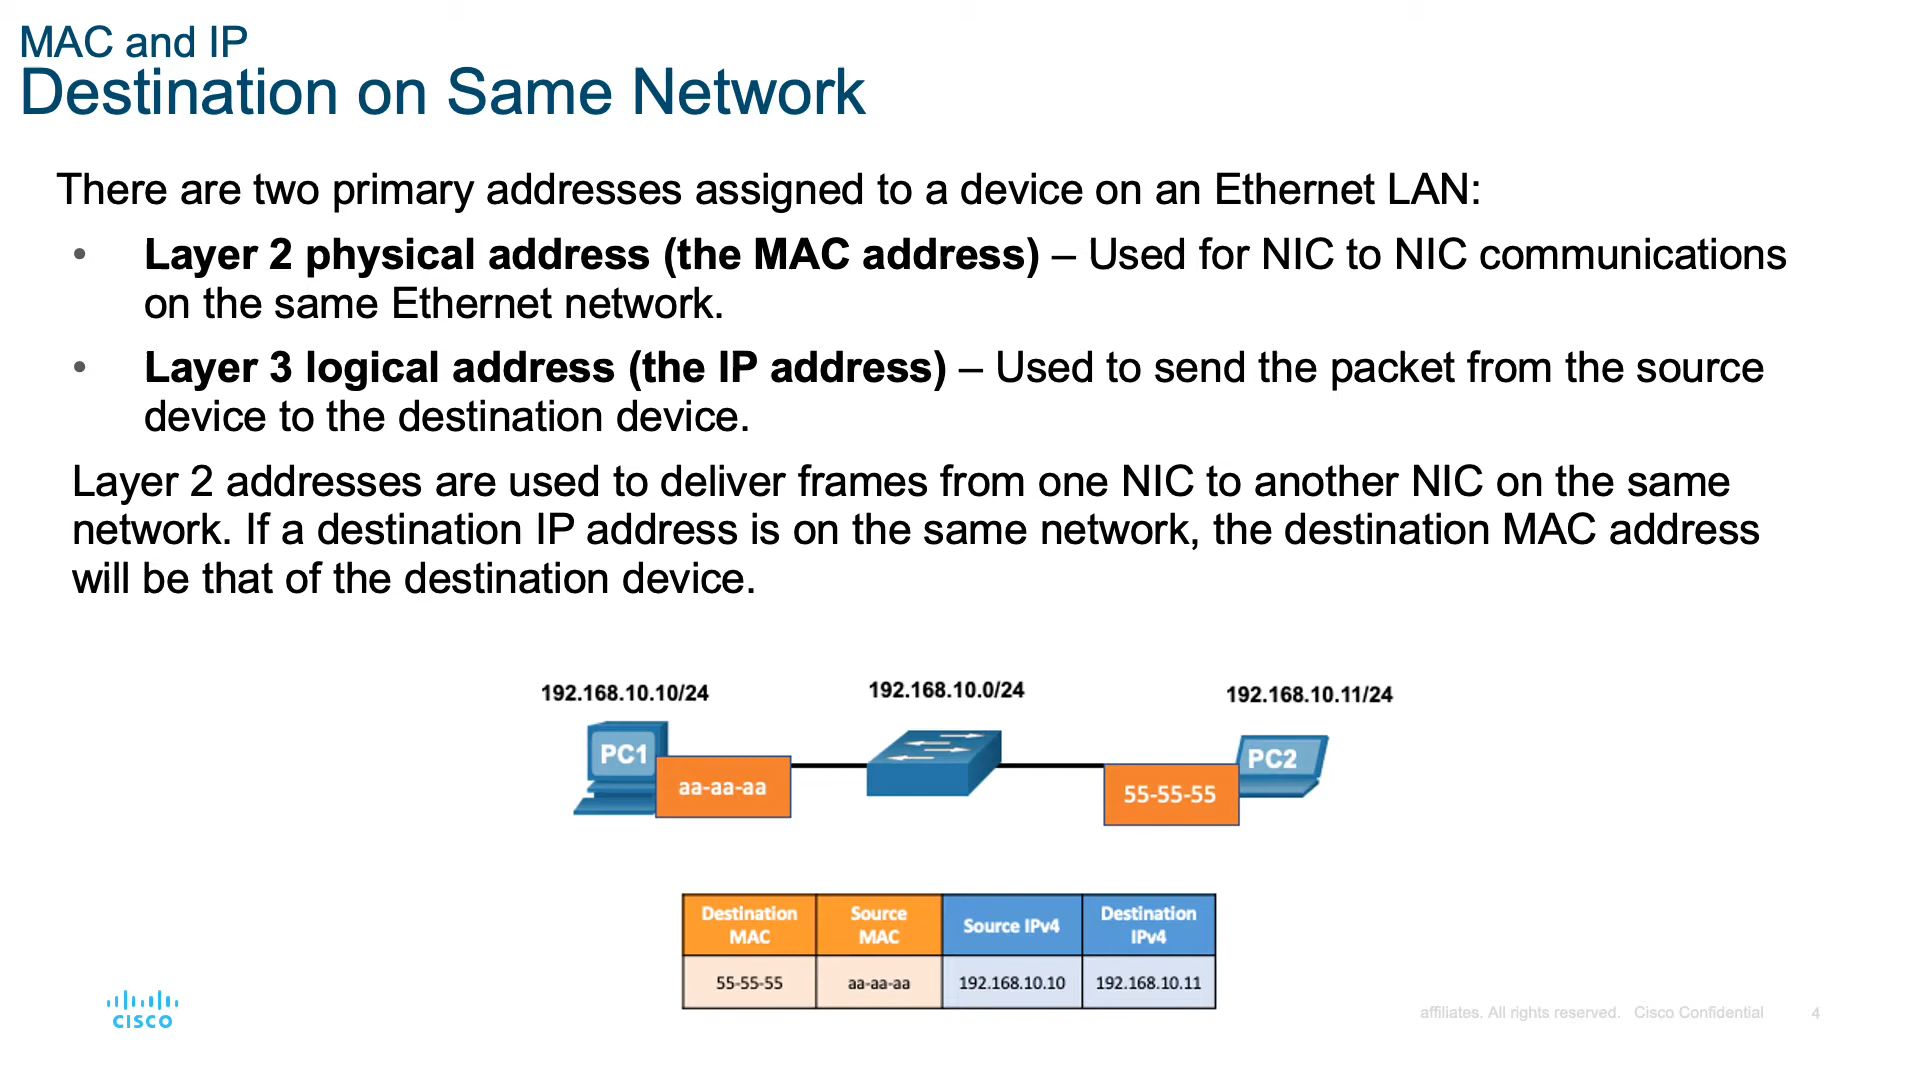 MAC and IP
Destination on Same Network
There are two primary addresses assigned to a device on an Ethernet LAN:
• Layer 2 physical address (the MAC address) – Used for NIC to NIC communications
on the same Ethernet network.
• Layer 3 logical address (the IP address) – Used to send the packet from the source
device to the destination device.
Layer 2 addresses are used to deliver frames from one NIC to another NIC on the same
network. If a destination IP address is on the same network, the destination MAC address
will be that of the destination device.
192.168.10.10/24 192.168.10.0/24 192.168.10.11/24
PC1 PC2
aa-aa-aa 55-55-55
Destination MAC Source MAC Source IPv4 Destination IPv4
55-55-55 aa-aa-aa 192.168.10.10 192.168.10.11
CISCO
affiliates. All rights reserved. Cisco Confidential 4